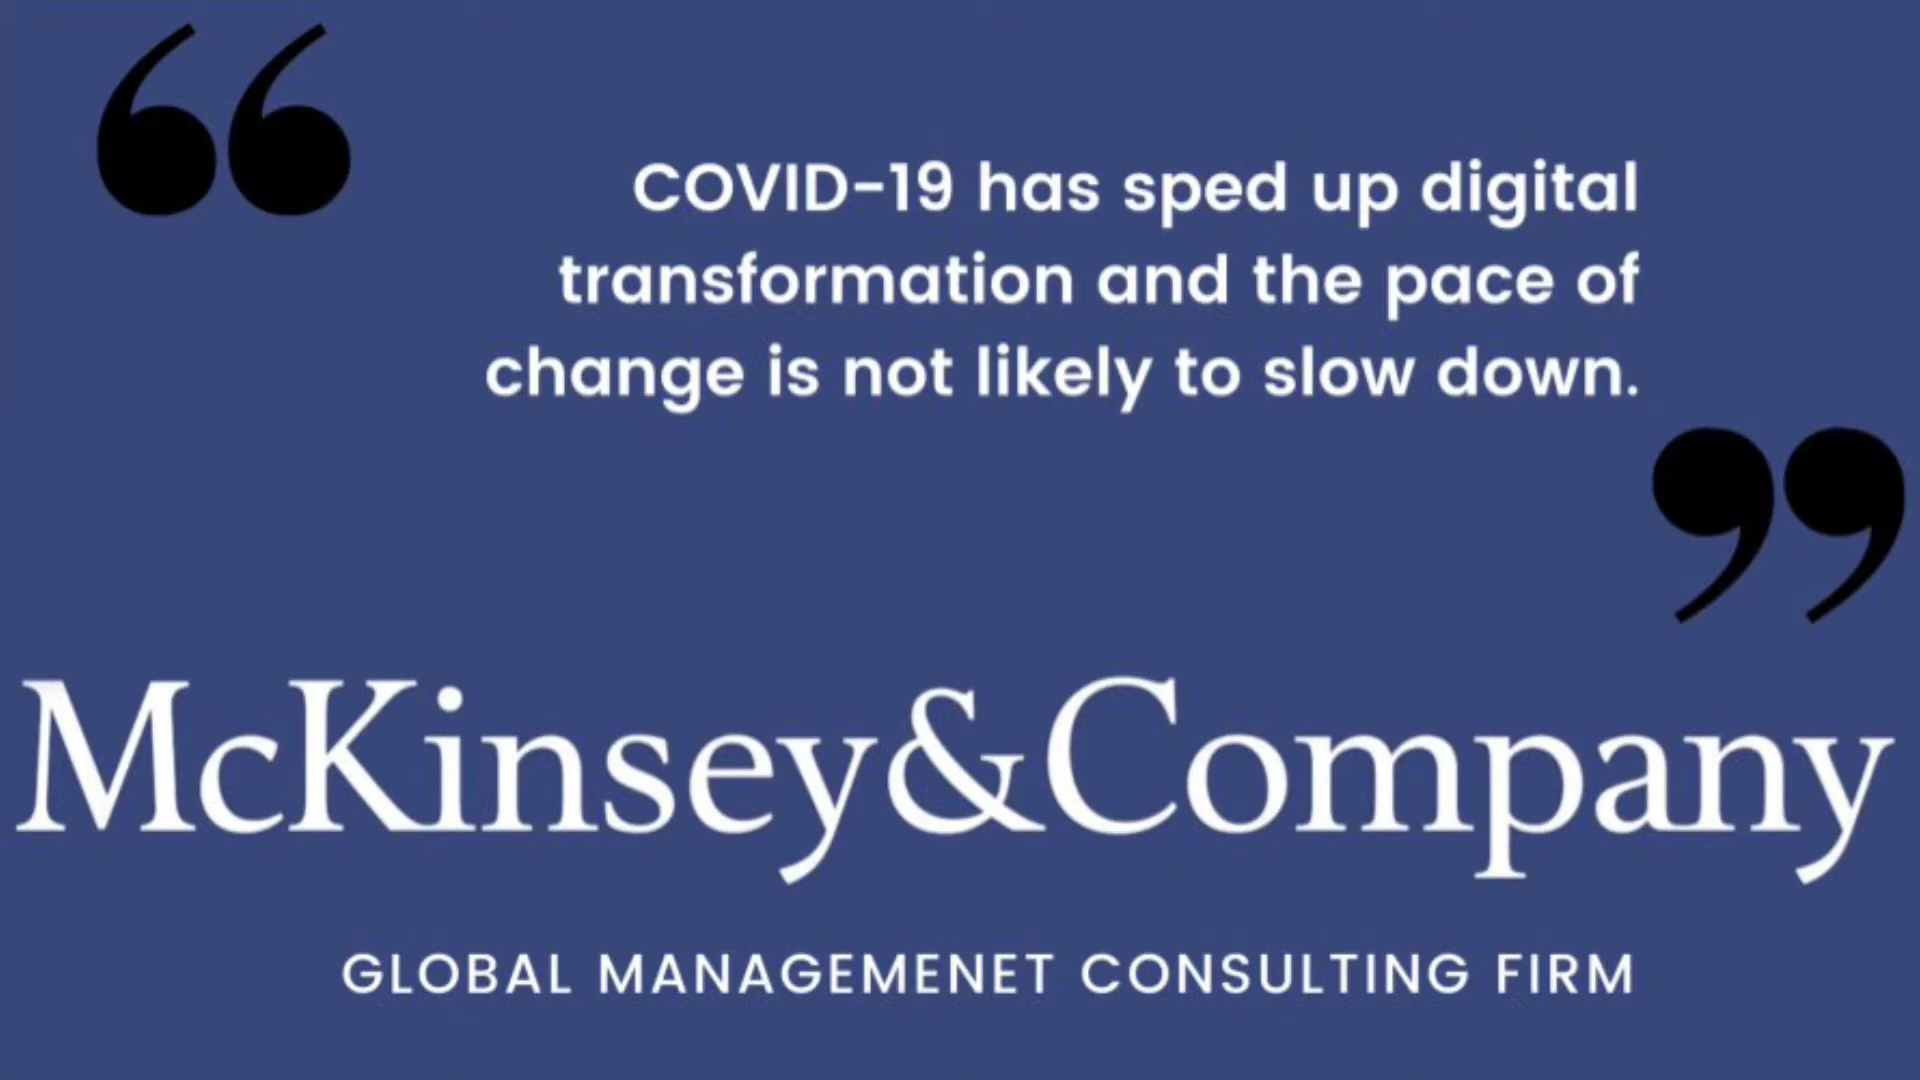 “
COVID-19 has sped up digital
transformation and the pace of
change is not likely to slow down.
”
McKinsey&Company
GLOBAL MANAGEMENET CONSULTING FIRM